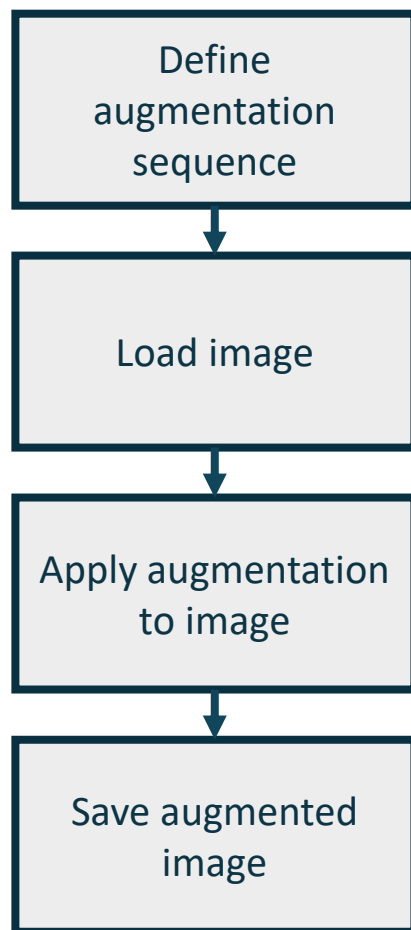 Define
augmentation
sequence
Load image
Apply augmentation
to image
Save augmented
image